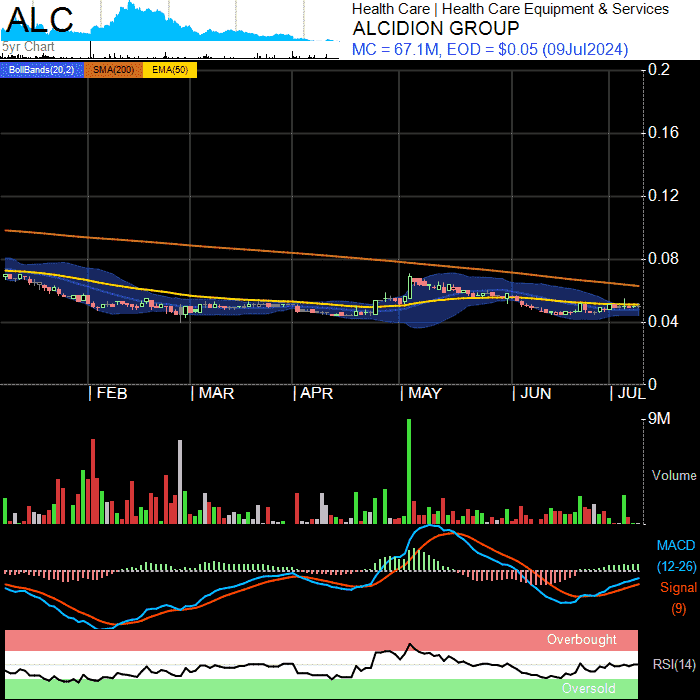 ALC
5yr Chart
Health Care | Health Care Equipment & Services
ALCIDION GROUP
MC = 67.1M, EOD = $0.05 (09Jul2024)
BollBands(20,2) SMA(200) EMA(50)
0.2
0.16
0.12
0.08
0.04
0
FEB MAR APR MAY JUN JUL
9M
Volume
MACD
(12-26)
Signal
(9)
Overbought
RSI(14)
Oversold